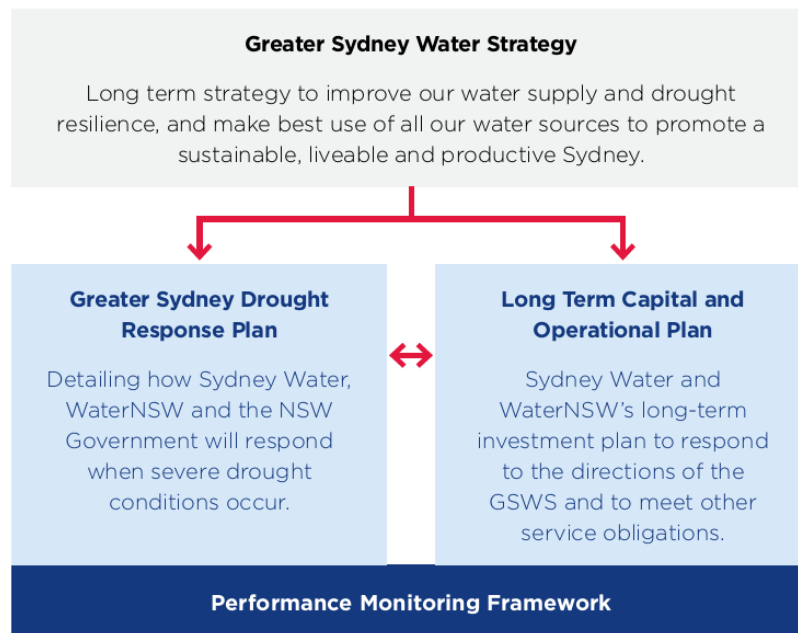 Greater Sydney Water Strategy
Long term strategy to improve our water supply and drought
resilience, and make best use of all our water sources to promote a
sustainable, liveable and productive Sydney.
Greater Sydney Drought
Response Plan
Detailing how Sydney Water,
WaterNSW and the NSW
Government will respond
when severe drought
conditions occur.
Long Term Capital and
Operational Plan
Sydney Water and
WaterNSW's long-term
investment plan to respond
to the directions of the
GSWS and to meet other
service obligations.
Performance Monitoring Framework